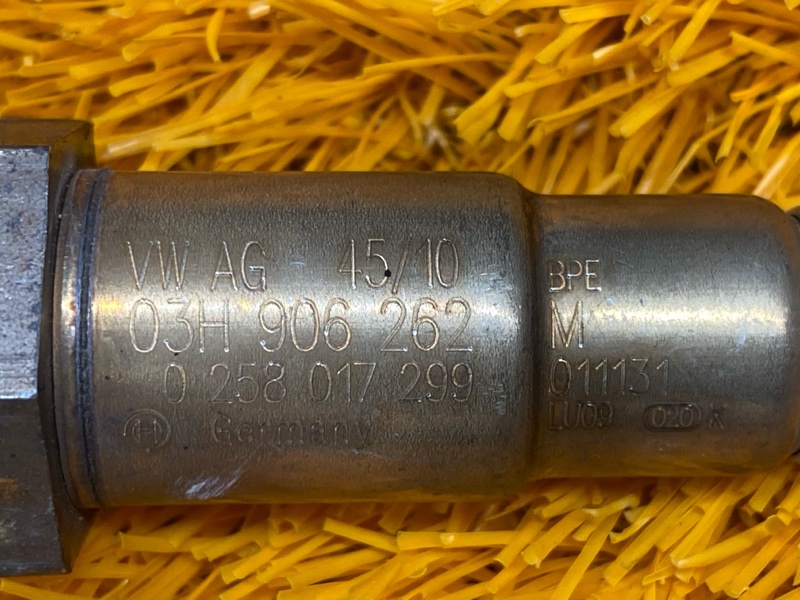 VW AG 45/10
03H 906 262
0 258 017 299
H Germany
BPE
M
011131
LU09 020 K